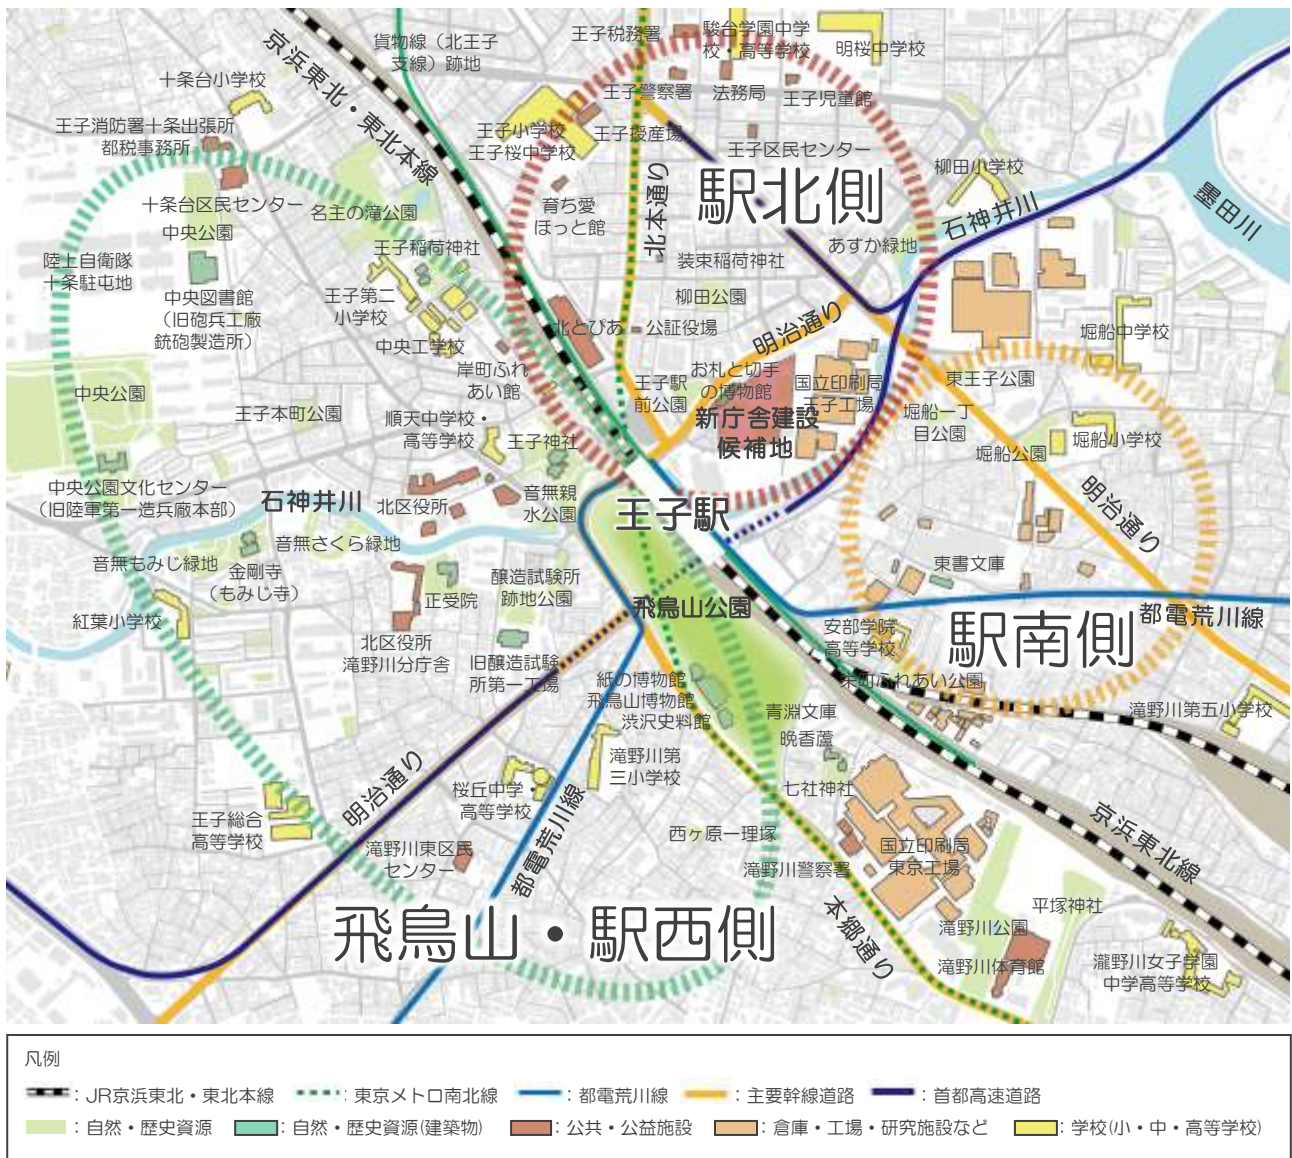 京浜東北・東北本線
貨物線（北王子
支線）跡地
王子税務署
駿台学園中学
校・高等学校
明桜中学校
十条台小学校
王子消防署十条出張所
都税事務所
王子小学校
王子桜中学校
王子警察署
法務局
王子児童館
王子授産場
王子区民センター
柳田小学校
墨田川
石神井川
駅北側
北本通り
十条台区民センター
中央公園
名主の滝公園
育ち愛
ほっと館
王子稲荷神社
装束稲荷神社
あすか緑地
陸上自衛隊
十条駐屯地
中央図書館
（旧砲兵工廠
銃砲製造所）
王子第二
小学校
中央工学校
柳田公園
北とぴあ
公証役場
明治通り
堀船中学校
岸町ふれ
あい館
王子駅
前公園
お札と切手
の博物館
国立印刷局
王子工場
東王子公園
中央公園
王子本町公園
順天中学校・
高等学校
王子神社
新庁舎建設
候補地
堀船一丁
目公園
堀船公園
堀船小学校
中央公園文化センター
（旧陸軍第一造兵廠本部）
石神井川
北区役所
音無親
水公園
王子駅
明治通り
音無もみじ緑地
金剛寺
（もみじ寺）
音無さくら緑地
正受院
醸造試験所
跡地公園
飛鳥山公園
東書文庫
紅葉小学校
北区役所
滝野川分庁舎
旧醸造試験
所第一工場
安部学院
高等学校
駅南側
都電荒川線
紙の博物館
飛鳥山博物館
渋沢史料館
栄町ふれあい公園
滝野川第五小学校
青淵文庫
晩香蘆
滝野川第
三小学校
七社神社
明治通り
桜丘中学・
高等学校
都電荒川線
王子総合
高等学校
滝野川東区民
センター
西ヶ原一里塚
滝野川警察署
国立印刷局
東京工場
京浜東北線
飛鳥山・駅西側
本郷通り
平塚神社
滝野川公園
滝野川体育館
瀧野川女子学園
中学高等学校
凡例
：JR京浜東北・東北本線
：東京メトロ南北線
：都電荒川線
：主要幹線道路
：首都高速道路
：自然・歴史資源
：自然・歴史資源(建築物)
：公共・公益施設
：倉庫・工場・研究施設など
：学校(小・中・高等学校)